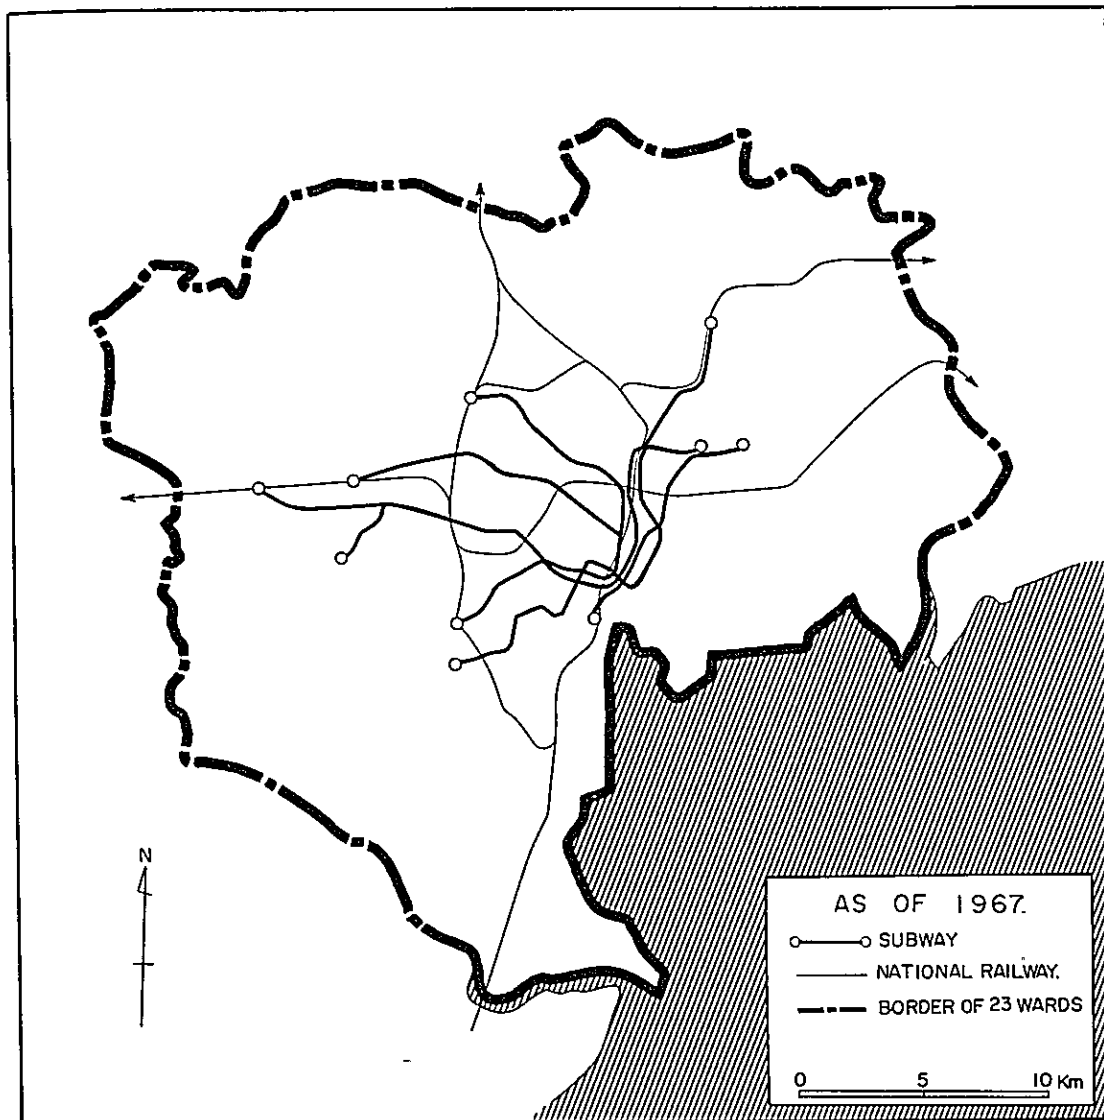 N
AS OF 1967.
SUBWAY
NATIONAL RAILWAY.
BORDER OF 23 WARDS
0 5 10 Km